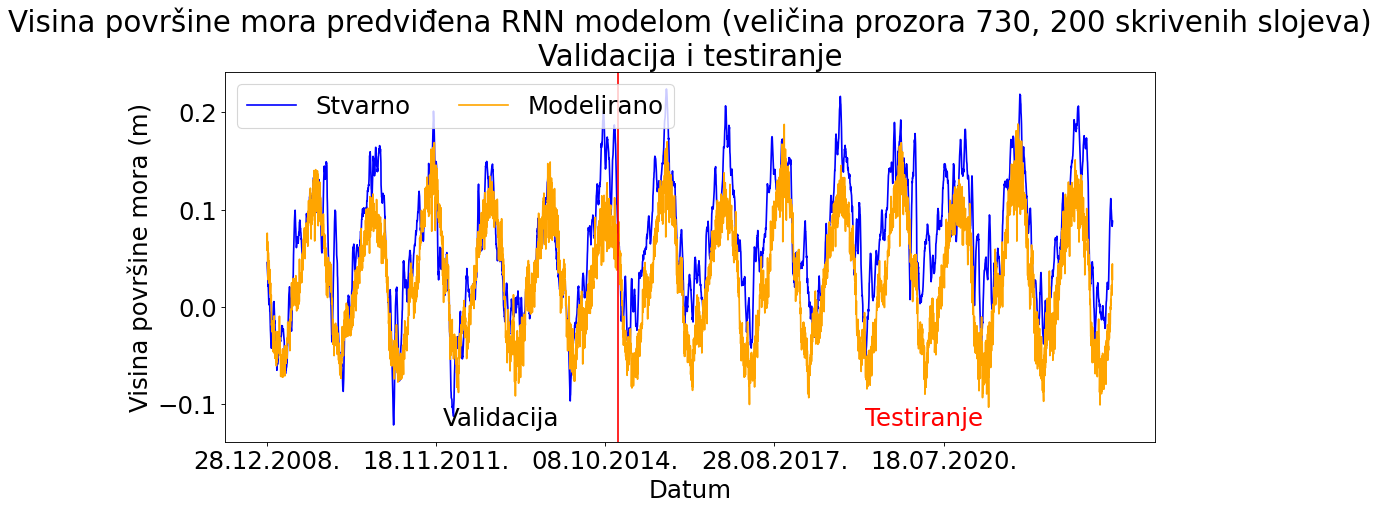 Visina površine mora predviđena RNN modelom (veličina prozora 730, 200 skrivenih slojeva)
Validacija i testiranje
Stvarno
Modelirano
Visina površine mora (m)
0.2
0.1
0.0
−0.1
Validacija
Testiranje
28.12.2008.
18.11.2011.
08.10.2014.
28.08.2017.
18.07.2020.
Datum